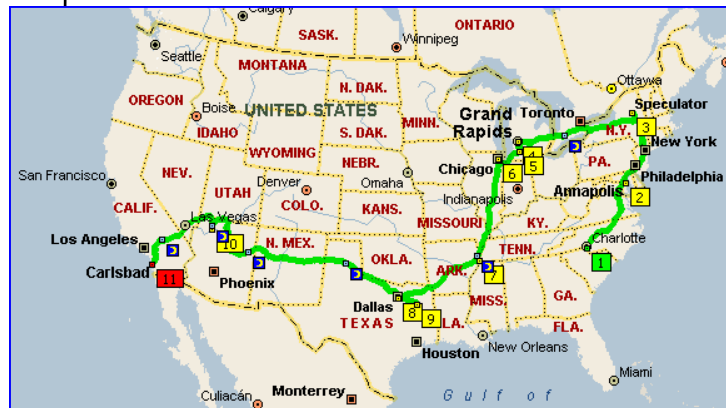 Calgary
ONTARIO
SASK.
Winnipeg
Seattle
MONTANA
N. DAK.
Ottawa
OREGON
Boise
UNITED STATES
MINN.
Grand
Rapids
Toronto
Speculator
IDAHO
S. DAK.
N.Y.
3
New York
WYOMING
NEBR.
Chicago
5
PA.
Philadelphia
NEV.
UTAH
Denver
Omaha
6
Indianapolis
Annapolis
2
San Francisco
COLO.
KANS.
MISSOURI
KY.
CALIF.
Las Vegas
Charlotte
Los Angeles
10
N. MEX.
OKLA.
TENN.
1
Carlsbad
11
Phoenix
ARK.
7
MISS.
GA.
Dallas
8
9
LA.
TEXAS
FLA.
New Orleans
Houston
Miami
Culiacán
Monterrey
Gulf of